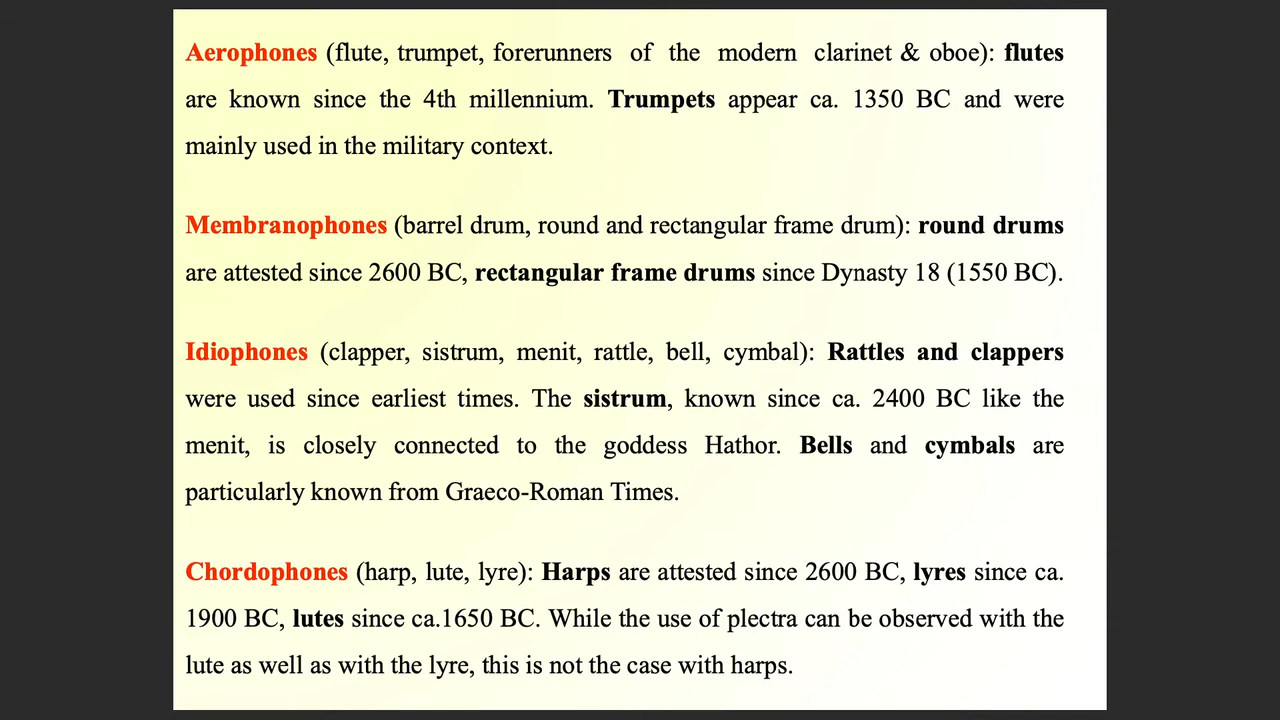 Aerophones (flute, trumpet, forerunners of the modern clarinet & oboe): flutes
are known since the 4th millennium. Trumpets appear ca. 1350 BC and were
mainly used in the military context.
Membranophones (barrel drum, round and rectangular frame drum): round drums
are attested since 2600 BC, rectangular frame drums since Dynasty 18 (1550 BC).
Idiophones (clapper, sistrum, menit, rattle, bell, cymbal): Rattles and clappers
were used since earliest times. The sistrum, known since ca. 2400 BC like the
menit, is closely connected to the goddess Hathor. Bells and cymbals are
particularly known from Graeco-Roman Times.
Chordophones (harp, lute, lyre): Harps are attested since 2600 BC, lyres since ca.
1900 BC, lutes since ca.1650 BC. While the use of plectra can be observed with the
lute as well as with the lyre, this is not the case with harps.